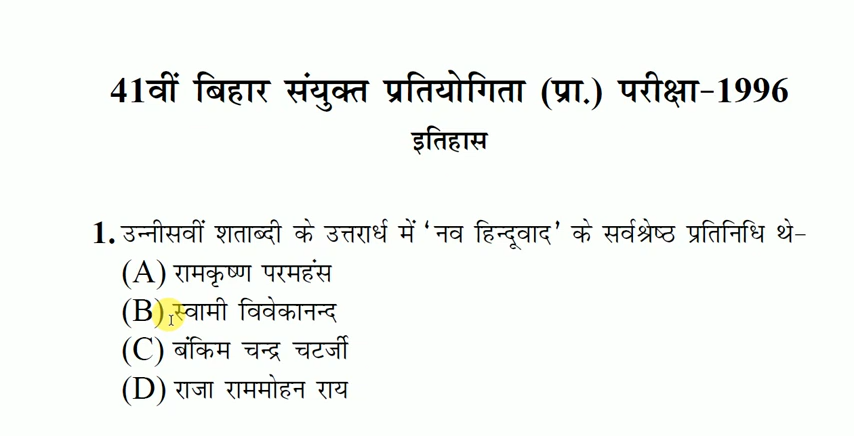 41वीं बिहार संयुक्त प्रतियोगिता (प्रा.) परीक्षा-1996
इतिहास
1. उन्नीसवीं शताब्दी के उत्तरार्ध में ‘नव हिन्दूवाद’ के सर्वश्रेष्ठ प्रतिनिधि थे-
(A) रामकृष्ण परमहंस
(B) स्वामी विवेकानन्द
(C) बंकिम चन्द्र चटर्जी
(D) राजा राममोहन राय